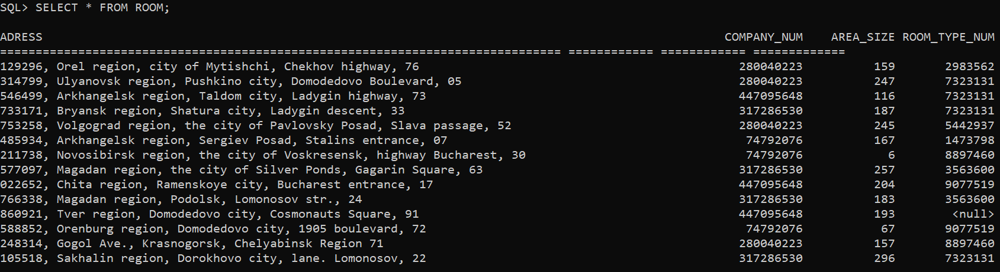 SQL> SELECT * FROM ROOM;
ADRESS COMPANY_NUM AREA_SIZE ROOM_TYPE_NUM
=============================================================================== ============ ============ =============
129296, Orel region, city of Mytishchi, Chekhov highway, 76 280040223 159 2983562
314799, Ulyanovsk region, Pushkino city, Domodedovo Boulevard, 05 280040223 247 7323131
546499, Arkhangelsk region, Taldom city, Ladygin highway, 73 447095648 116 7323131
733171, Bryansk region, Shatura city, Ladygin descent, 33 317286530 187 7323131
753258, Volgograd region, the city of Pavlovsky Posad, Slava passage, 52 280040223 245 5442937
485934, Arkhangelsk region, Sergiev Posad, Stalins entrance, 07 74792076 167 1473798
211738, Novosibirsk region, the city of Voskresensk, highway Bucharest, 30 74792076 6 8897460
577097, Magadan region, the city of Silver Ponds, Gagarin Square, 63 317286530 257 3563600
022652, Chita region, Ramenskoye city, Bucharest entrance, 17 447095648 204 9077519
766338, Magadan region, Podolsk, Lomonosov str., 24 317286530 183 3563600
860921, Tver region, Domodedovo city, Cosmonauts Square, 91 447095648 193 <null>
588852, Orenburg region, Domodedovo city, 1905 boulevard, 72 74792076 67 9077519
248314, Gogol Ave., Krasnogorsk, Chelyabinsk Region 71 280040223 157 8897460
105518, Sakhalin region, Dorokhovo city, lane. Lomonosov, 22 317286530 296 7323131